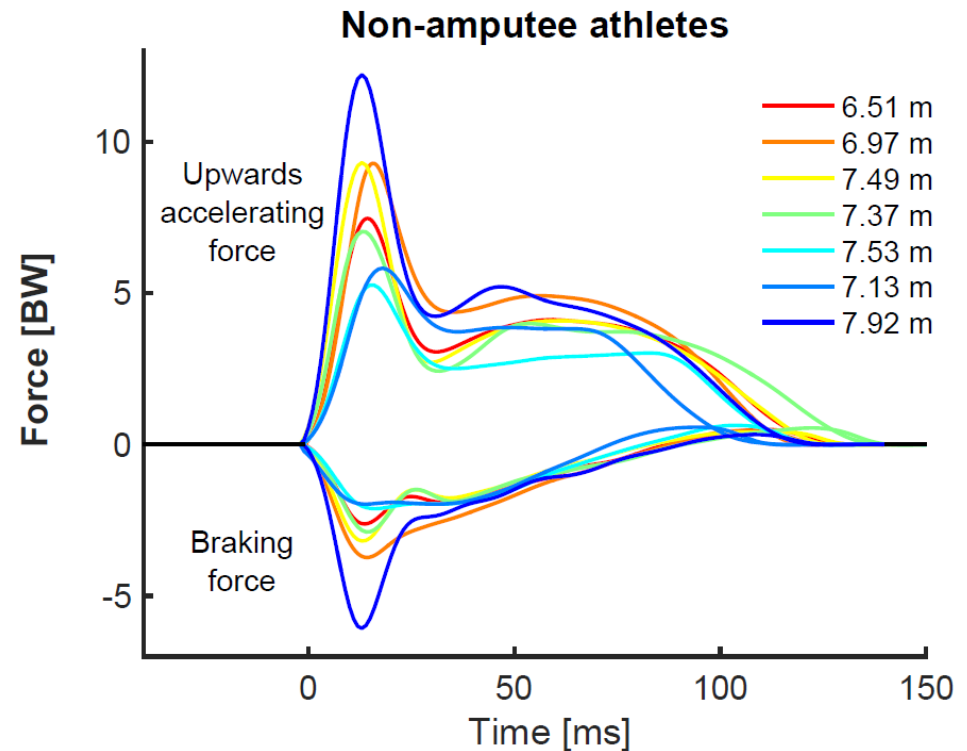 Non-amputee athletes
6.51 m
6.97 m
7.49 m
7.37 m
7.53 m
7.13 m
7.92 m
Upwards
accelerating
force
Braking
force
Force [BW]
10
5
0
-5
0
50
100
150
Time [ms]